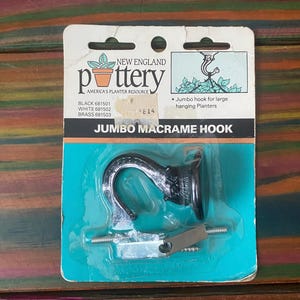 NEW ENGLAND
pottery
AMERICA'S PLANTER RESOURCE
BLACK 681501
WHITE 681502
BRASS 681503
• Jumbo hook for large
hanging Planters
JUMBO MACRAME HOOK